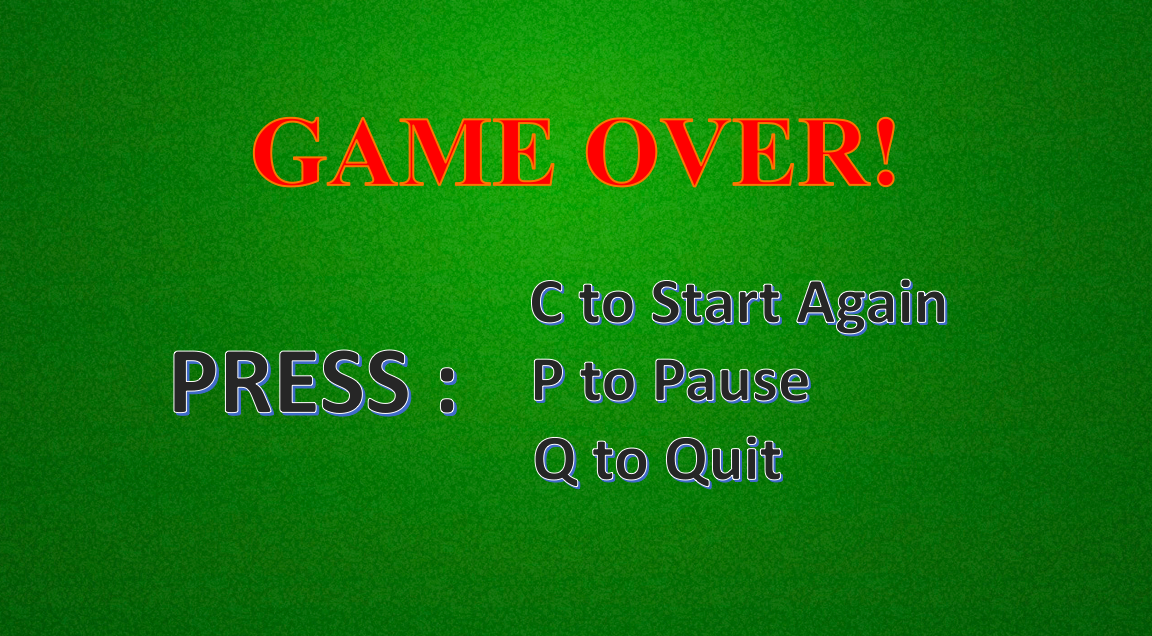 GAME OVER!
PRESS :
C to Start Again
P to Pause
Q to Quit